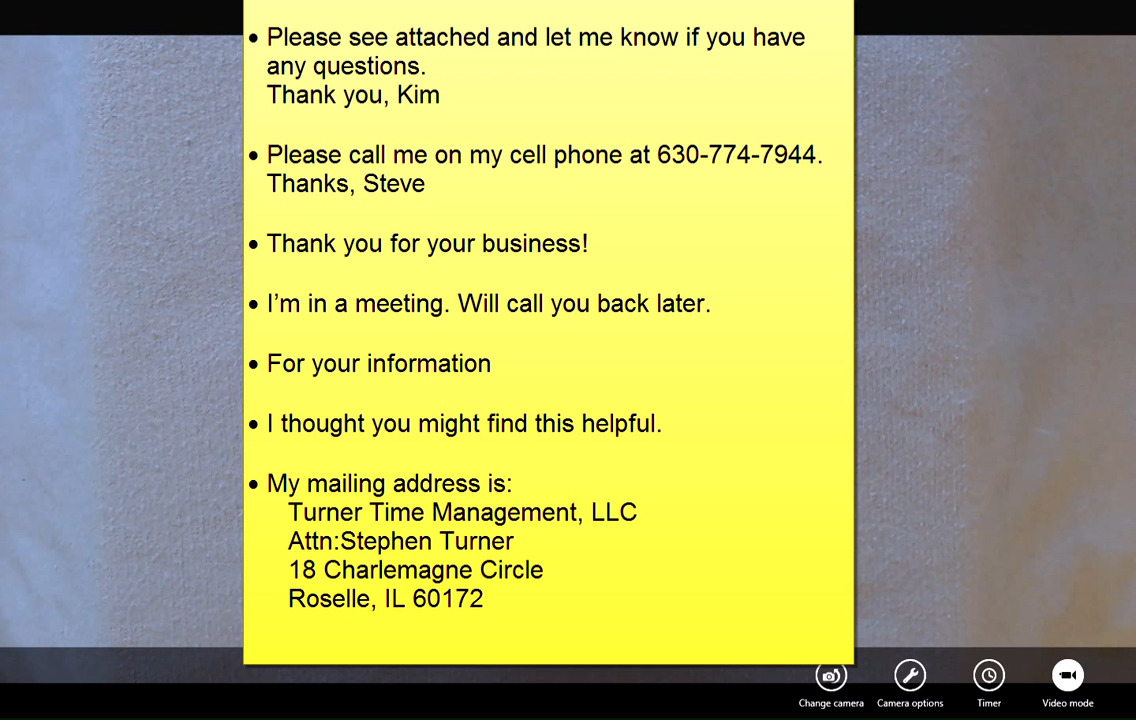 • Please see attached and let me know if you have
any questions.
Thank you, Kim
• Please call me on my cell phone at 630-774-7944.
Thanks, Steve
• Thank you for your business!
• I’m in a meeting. Will call you back later.
• For your information
• I thought you might find this helpful.
• My mailing address is:
Turner Time Management, LLC
Attn:Stephen Turner
18 Charlemagne Circle
Roselle, IL 60172
Change camera
Camera options
Timer
Video mode